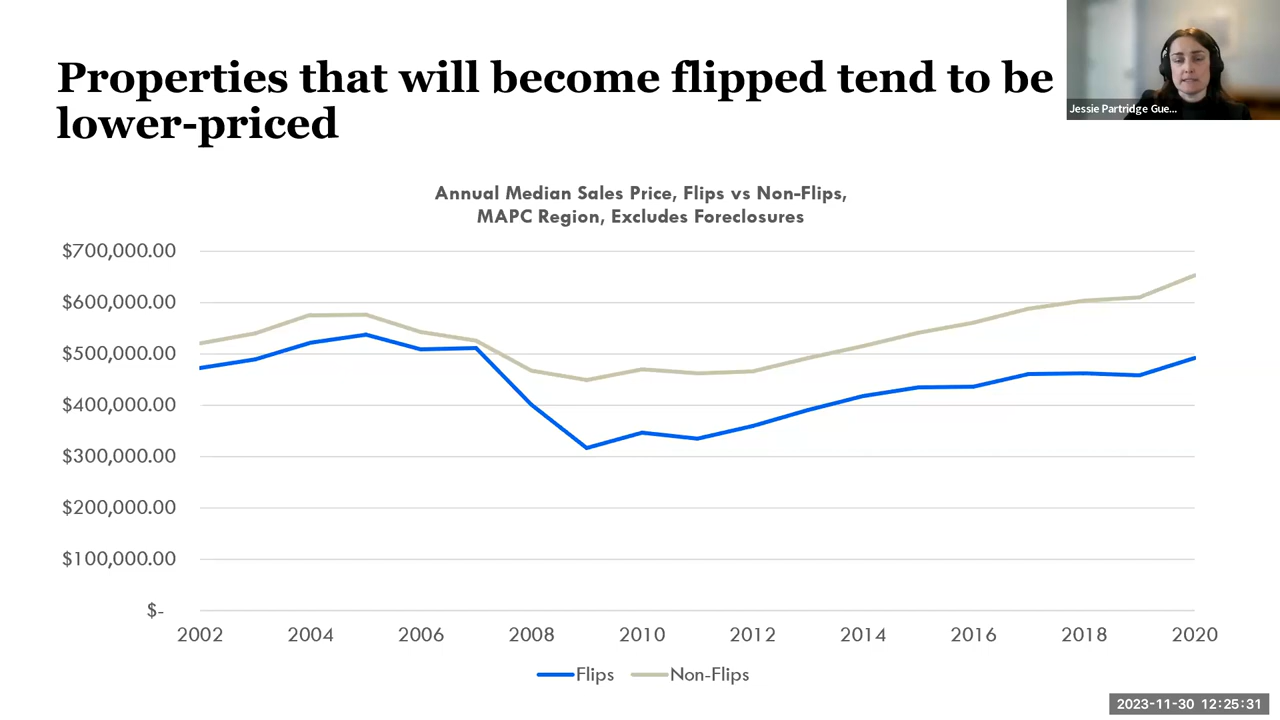 Properties that will become flipped tend to be
lower-priced
Jessie Partridge Gue...
Annual Median Sales Price, Flips vs Non-Flips,
MAPC Region, Excludes Foreclosures
$700,000.00
$600,000.00
$500,000.00
$400,000.00
$300,000.00
$200,000.00
$100,000.00
$-
2002 2004 2006 2008 2010 2012 2014 2016 2018 2020
Flips Non-Flips
2023-11-30 12:25:31